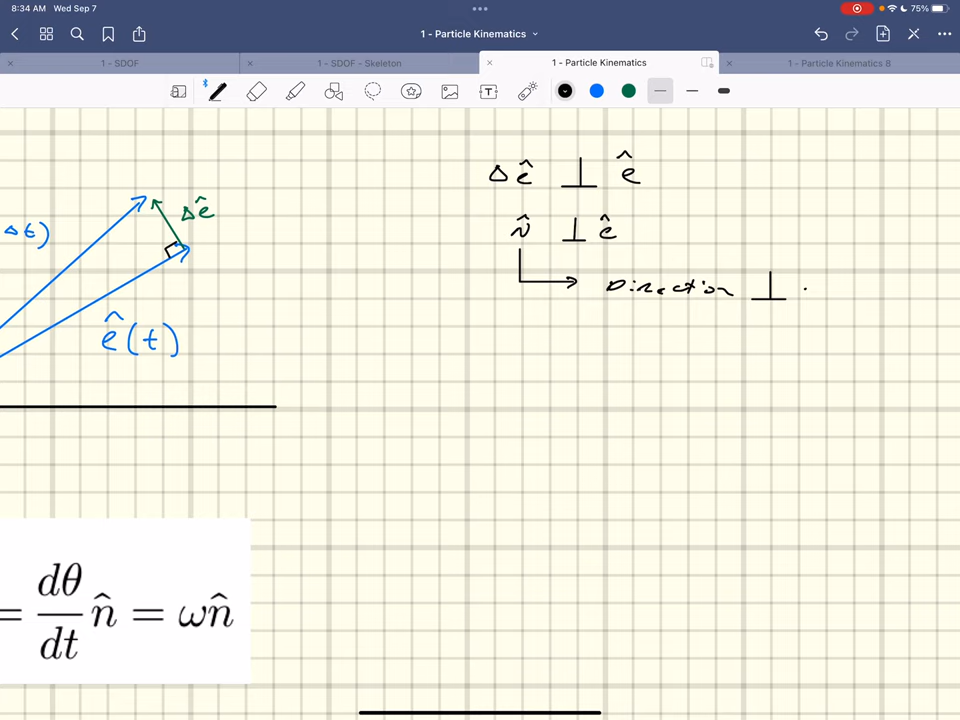 8:34 AM Wed Sep 7
75%
1 - Particle Kinematics
1 - SDOF
1 - SDOF - Skeleton
1 - Particle Kinematics
1 - Particle Kinematics 8
T
Δê ⊥ ê
n̂ ⊥ ê
Direction ⊥
Δê
Δt)
ê(t)
= dθ/dt n̂ = ωn̂